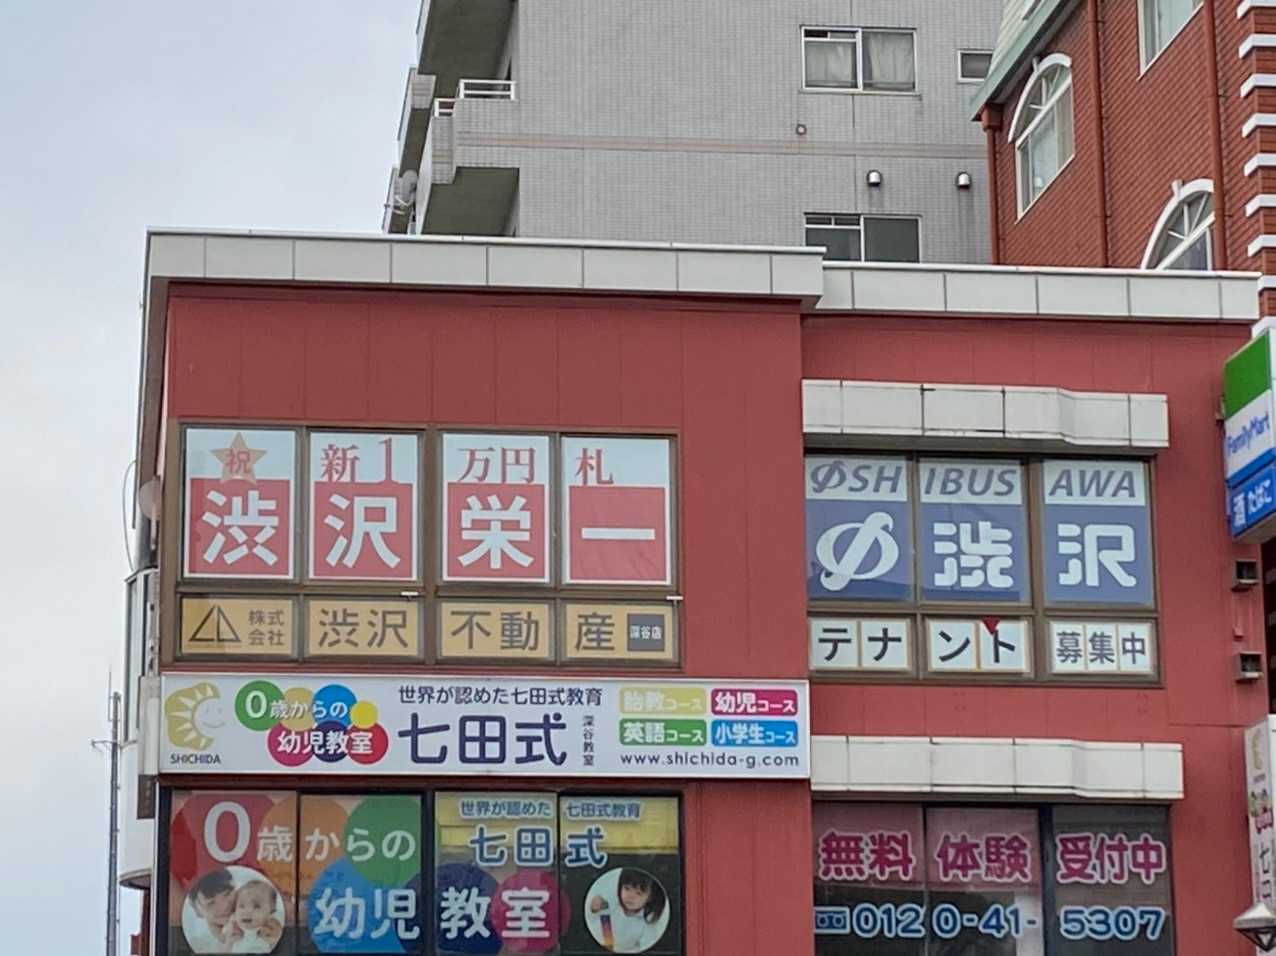 祝 新1万円札
渋沢栄一
株式会社 渋沢不動産 深谷店
SHIBUSAWA
渋沢
テナント募集中
FamilyMart
酒 たばこ
SHICHIDA
0歳からの
幼児教室
世界が認めた七田式教育
七田式 深谷教室
胎教コース 幼児コース
英語コース 小学生コース
www.shichida-g.com
0歳からの
幼児教室
世界が認めた 七田式教育
七田式
無料体験受付中
0120-41-5307